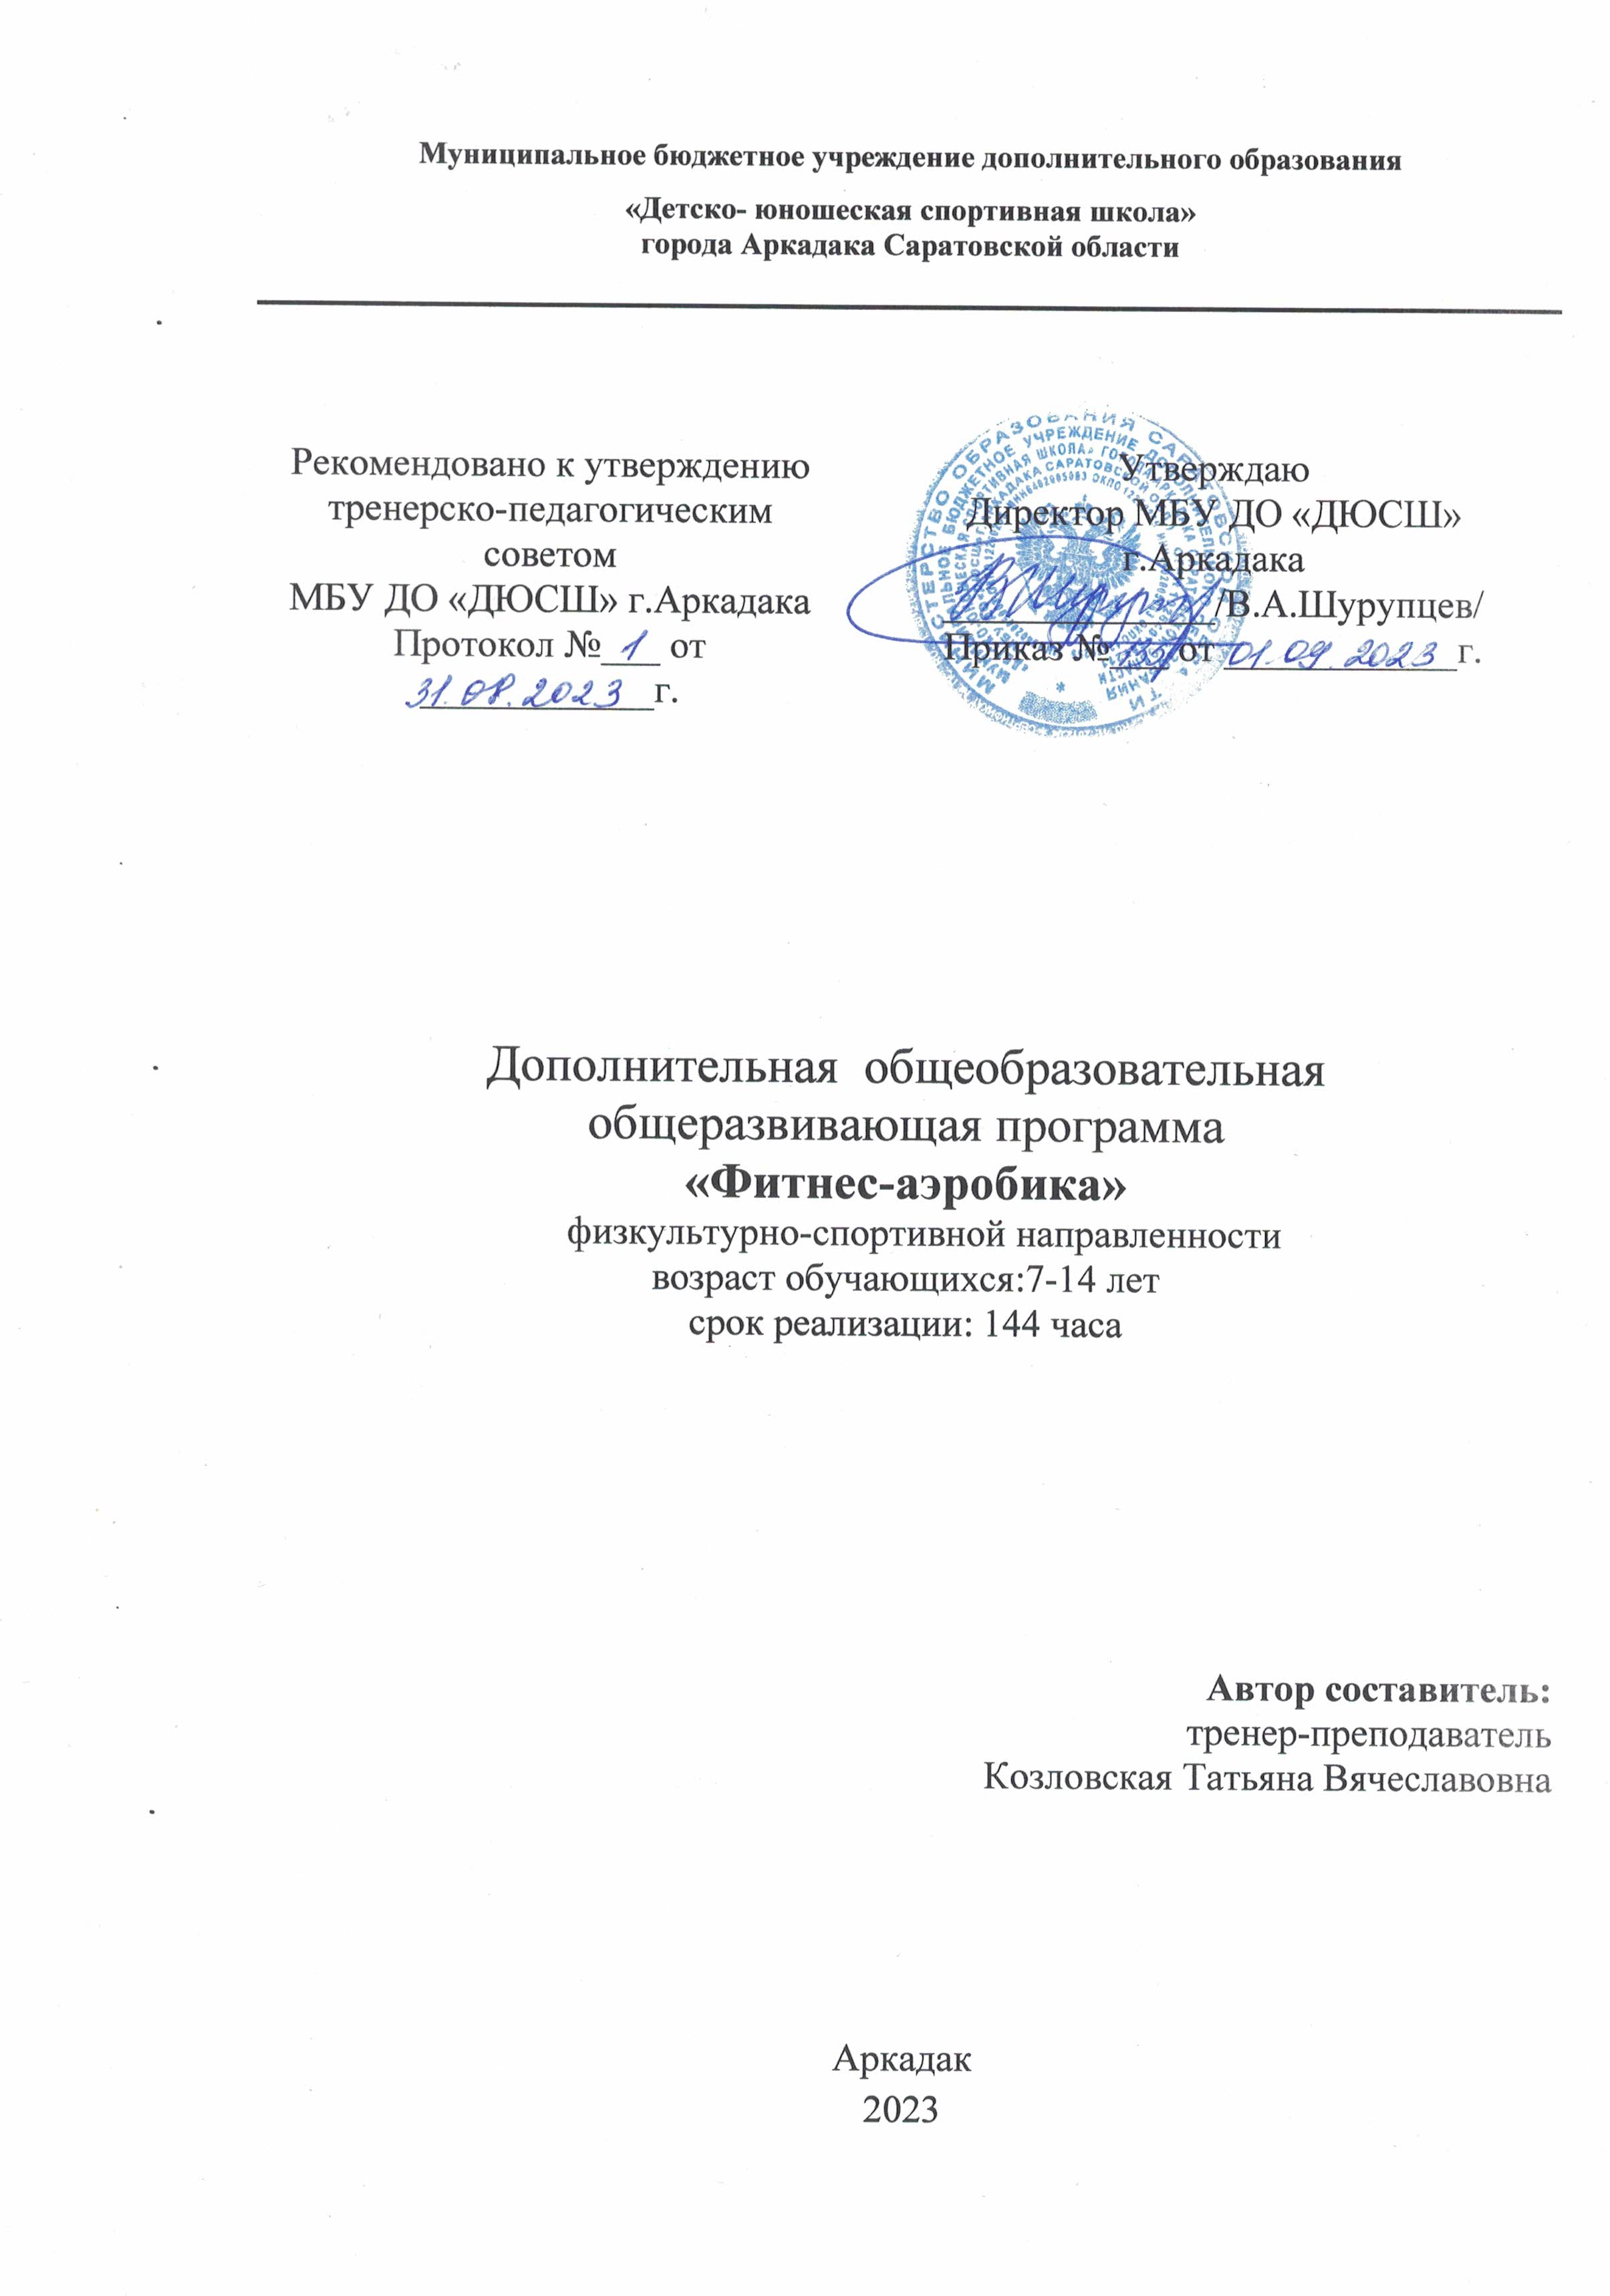 Муниципальное бюджетное учреждение дополнительного образования
«Детско- юношеская спортивная школа»
города Аркадака Саратовской области
Рекомендовано к утверждению
тренерско-педагогическим
советом
МБУ ДО «ДЮСШ» г.Аркадака
Протокол № 1 от
31.08.2023 г.
Утверждаю
Директор МБУ ДО «ДЮСШ»
г.Аркадака
/В.А.Шурупцев/
Приказ № от 01.09.2023 г.
Дополнительная общеобразовательная
общеразвивающая программа
«Фитнес-аэробика»
физкультурно-спортивной направленности
возраст обучающихся:7-14 лет
срок реализации: 144 часа
Автор составитель:
тренер-преподаватель
Козловская Татьяна Вячеславовна
Аркадак
2023